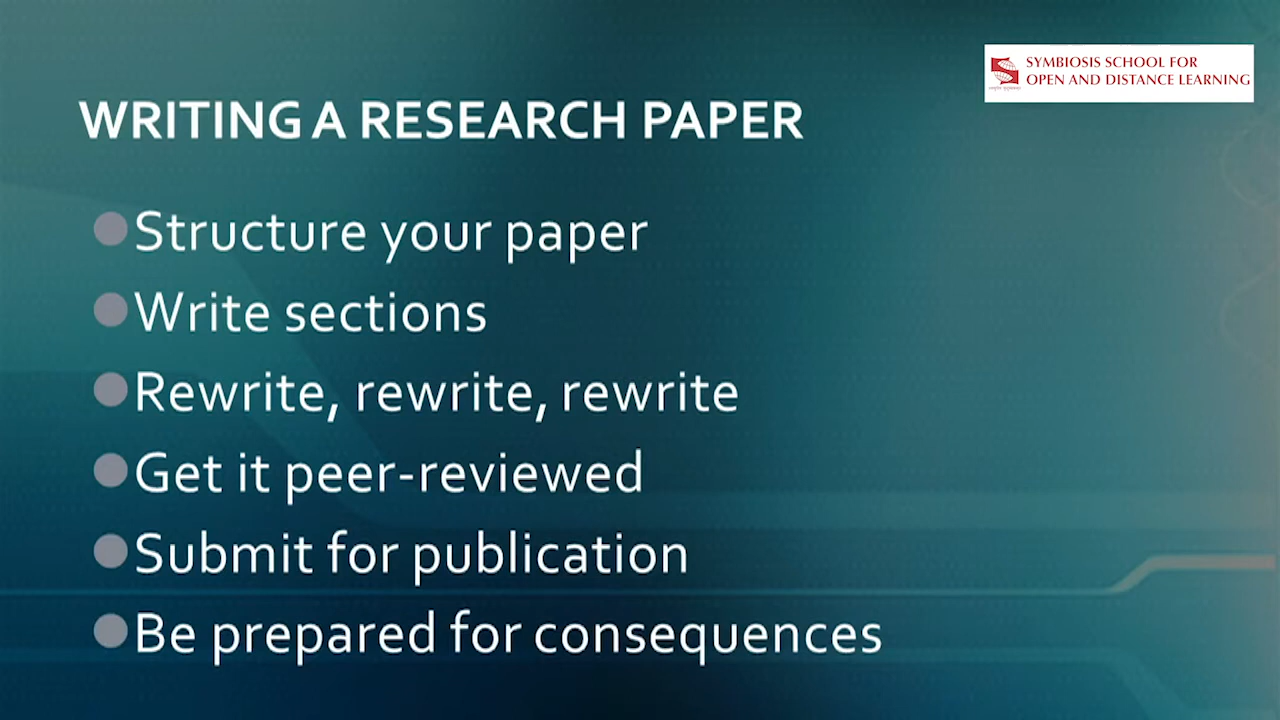 SYMBIOSIS SCHOOL FOR
OPEN AND DISTANCE LEARNING
WRITING A RESEARCH PAPER
Structure your paper
Write sections
Rewrite, rewrite, rewrite
Get it peer-reviewed
Submit for publication
Be prepared for consequences